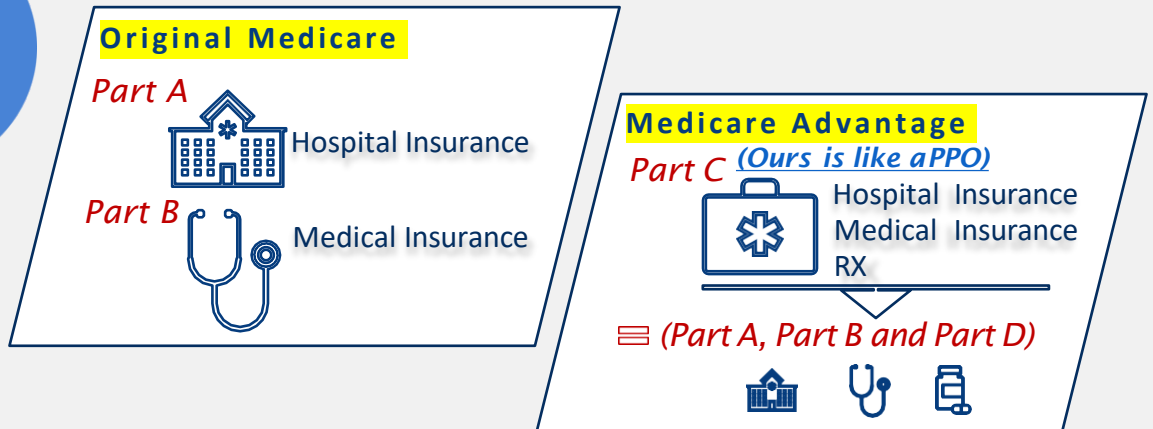 Original Medicare
Part A
Hospital Insurance
Part B
Medical Insurance
Medicare Advantage
Part C (Ours is like aPPO)
Hospital Insurance
Medical Insurance
RX
= (Part A, Part B and Part D)